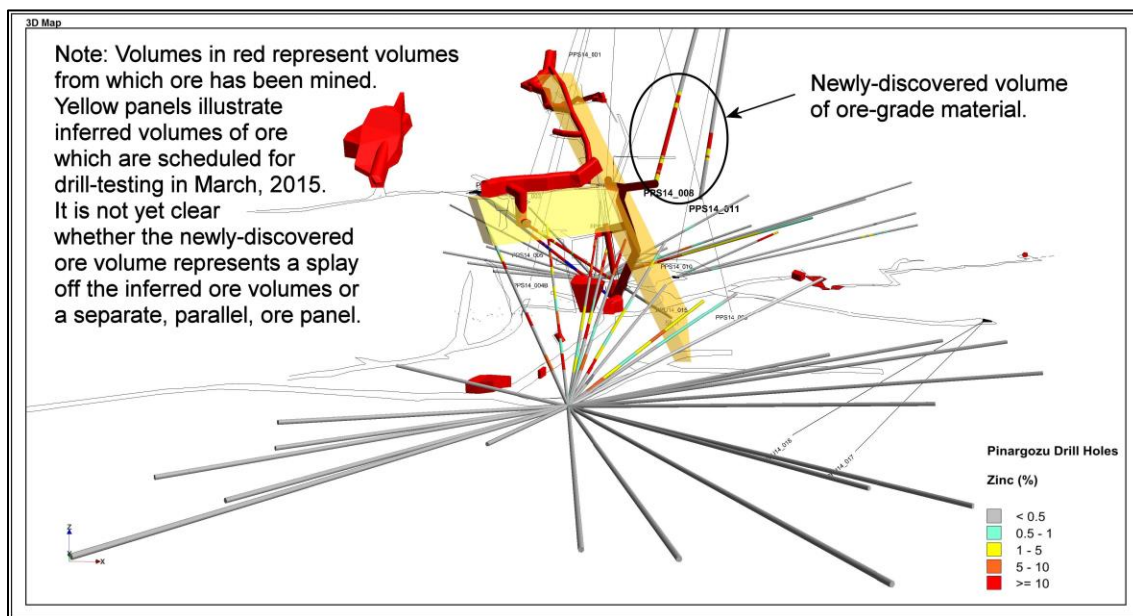 3D Map
Note: Volumes in red represent volumes
from which ore has been mined.
Yellow panels illustrate
inferred volumes of ore
which are scheduled for
drill-testing in March, 2015.
It is not yet clear
whether the newly-discovered
ore volume represents a splay
off the inferred ore volumes or
a separate, parallel, ore panel.
PPS14_001
Newly-discovered volume
of ore-grade material.
PPS14_008
PPS14_011
PPS14_010
PPS14_004B
Pinargozu Drill Holes
Zinc (%)
< 0.5
0.5 - 1
1 - 5
5 - 10
>= 10
Z
X